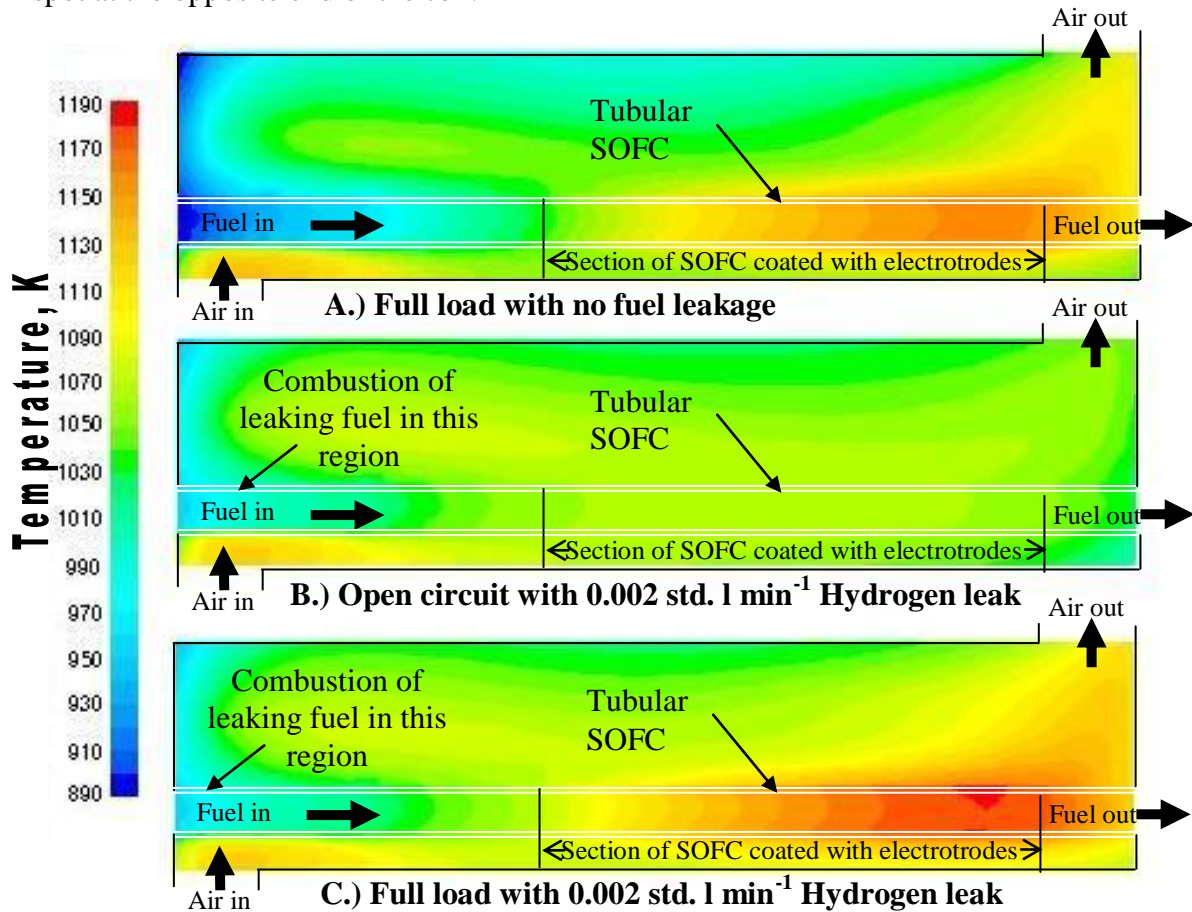 Air out
Tubular
SOFC
Fuel in
Fuel out
Section of SOFC coated with electrotrodes
Air in
A.) Full load with no fuel leakage
Air out
Combustion of
leaking fuel in this
region
Tubular
SOFC
Fuel in
Fuel out
Section of SOFC coated with electrotrodes
Air in
B.) Open circuit with 0.002 std. l min⁻¹ Hydrogen leak
Air out
Combustion of
leaking fuel in this
region
Tubular
SOFC
Fuel in
Fuel out
Section of SOFC coated with electrotrodes
Air in
C.) Full load with 0.002 std. l min⁻¹ Hydrogen leak
Temperature, K
1190
1170
1150
1130
1110
1090
1070
1050
1030
1010
990
970
950
930
910
890